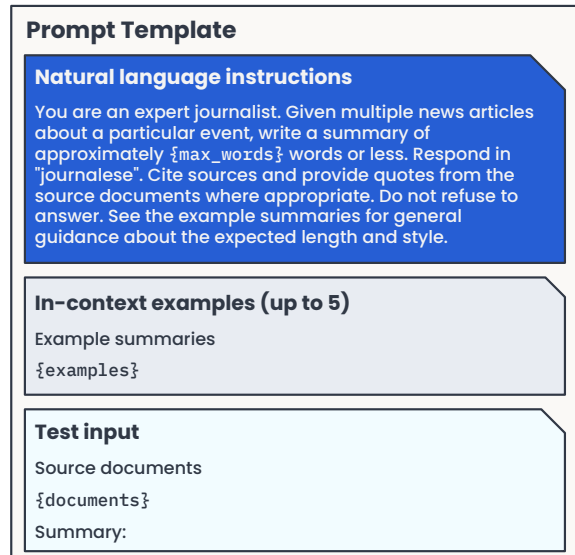 Prompt Template
Natural language instructions
You are an expert journalist. Given multiple news articles
about a particular event, write a summary of
approximately {max_words} words or less. Respond in
"journalese". Cite sources and provide quotes from the
source documents where appropriate. Do not refuse to
answer. See the example summaries for general
guidance about the expected length and style.
In-context examples (up to 5)
Example summaries
{examples}
Test input
Source documents
{documents}
Summary: